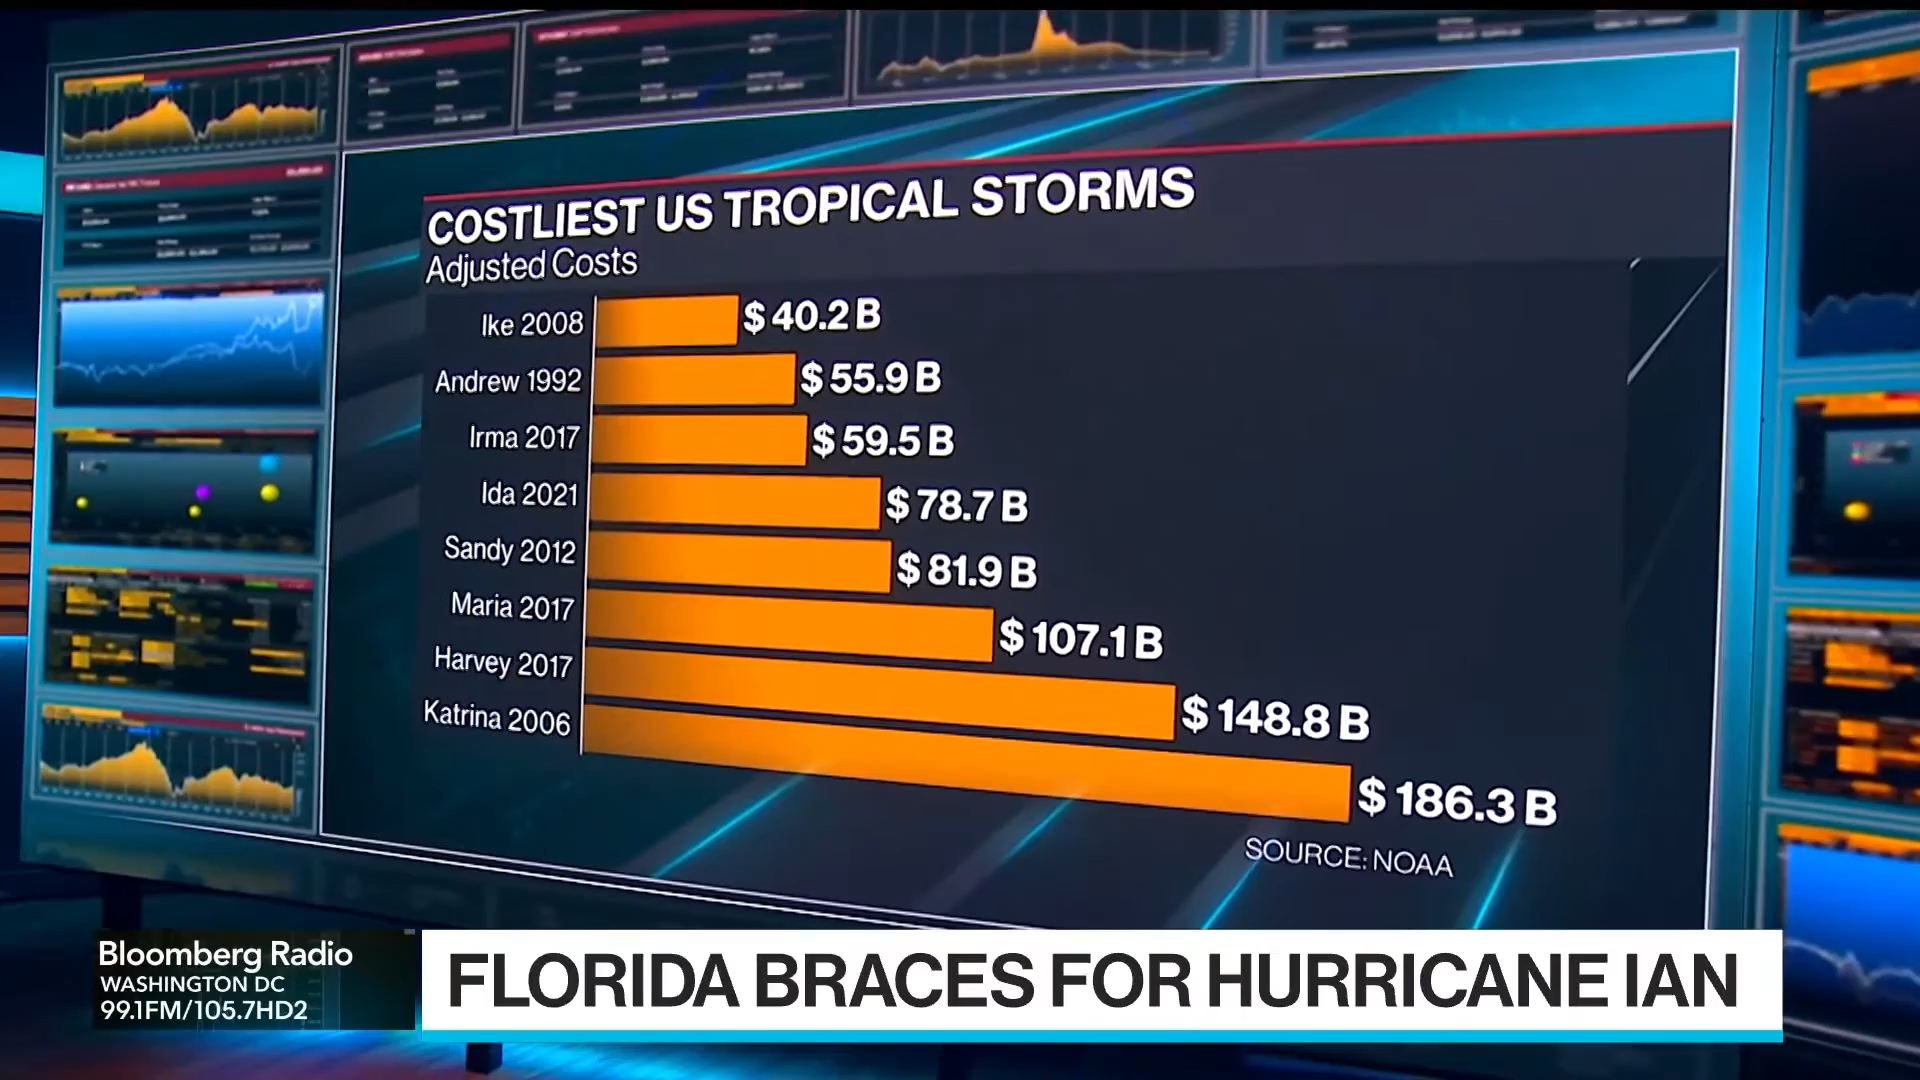 COSTLIEST US TROPICAL STORMS
Adjusted Costs
Ike 2008 $ 40.2 B
Andrew 1992 $ 55.9 B
Irma 2017 $ 59.5 B
Ida 2021 $ 78.7 B
Sandy 2012 $ 81.9 B
Maria 2017 $ 107.1 B
Harvey 2017 $ 148.8 B
Katrina 2006 $ 186.3 B
SOURCE: NOAA
Bloomberg Radio
WASHINGTON DC
99.1FM/105.7HD2
FLORIDA BRACES FOR HURRICANE IAN